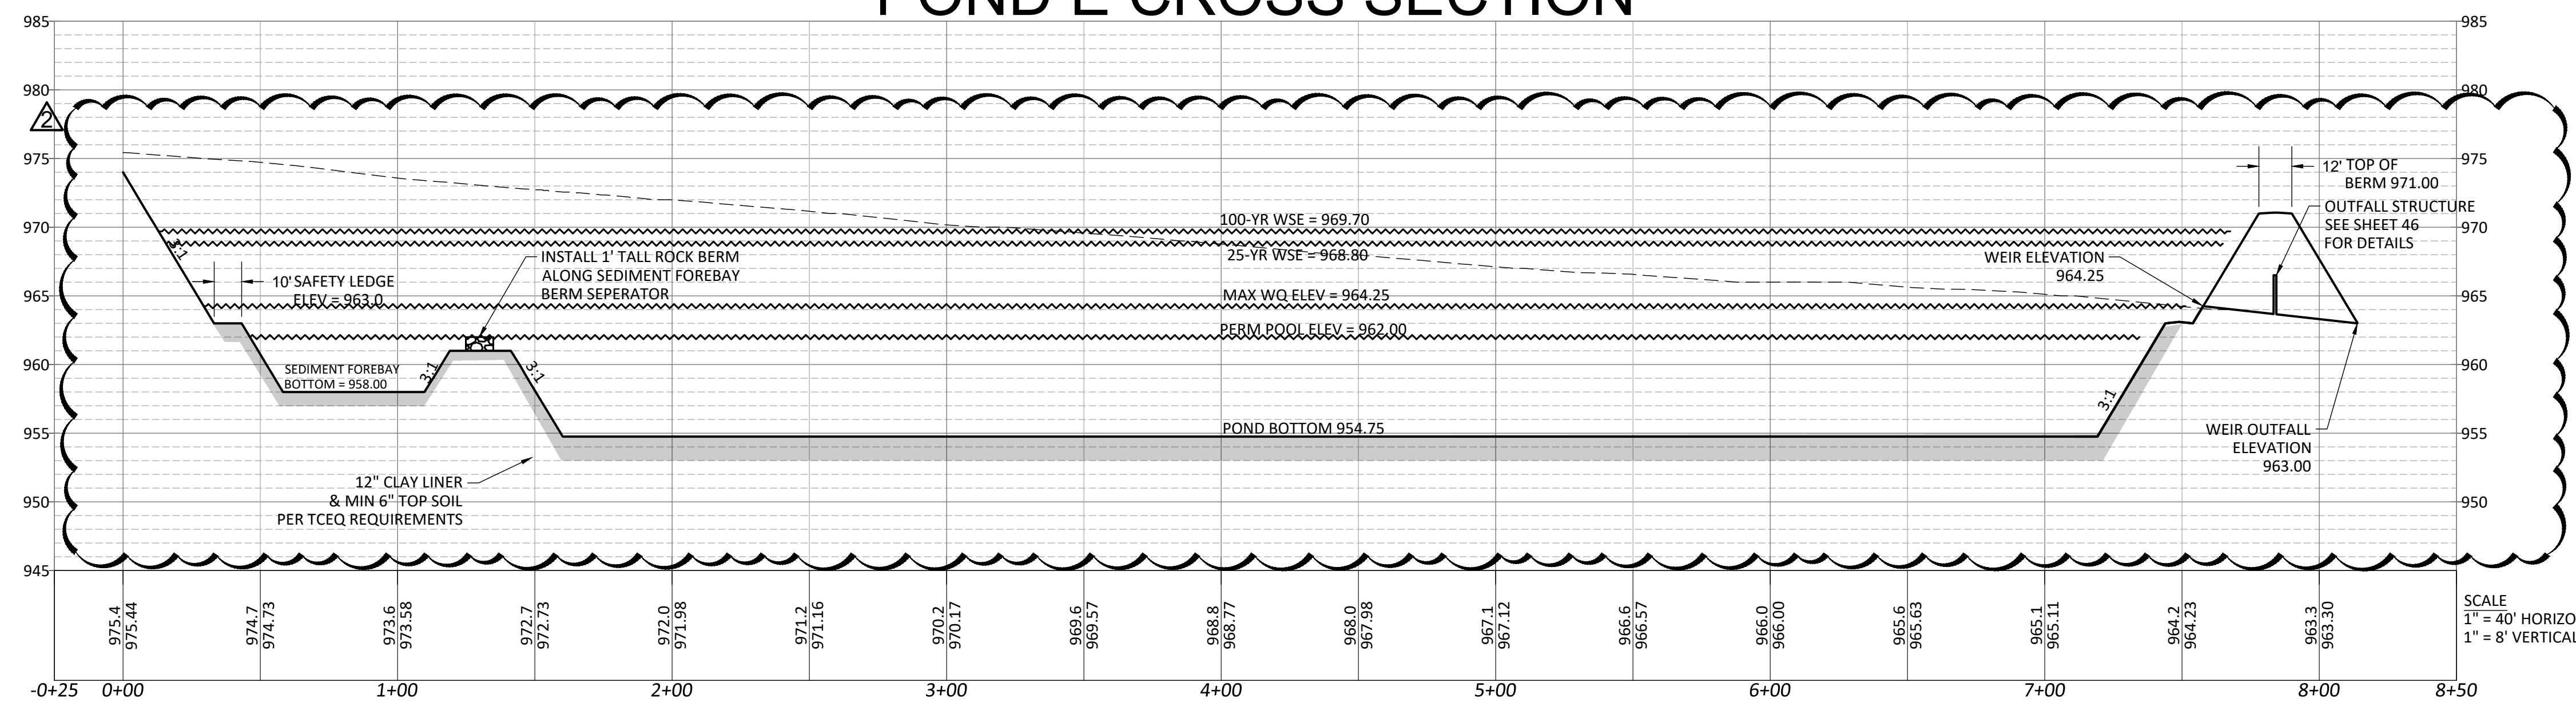 POND E CROSS SECTION
985
985
980
980
2
975
975
12' TOP OF
BERM 971.00
OUTFALL STRUCTURE
SEE SHEET 46
FOR DETAILS
970
970
100-YR WSE = 969.70
25-YR WSE = 968.80
3:1
INSTALL 1' TALL ROCK BERM
ALONG SEDIMENT FOREBAY
BERM SEPERATOR
WEIR ELEVATION
964.25
10' SAFETY LEDGE
ELEV = 963.0
965
965
MAX WQ ELEV = 964.25
PERM POOL ELEV = 962.00
960
960
SEDIMENT FOREBAY
BOTTOM = 958.00
3:1
3:1
3:1
955
955
POND BOTTOM 954.75
WEIR OUTFALL
ELEVATION
963.00
12" CLAY LINER
& MIN 6" TOP SOIL
PER TCEQ REQUIREMENTS
950
950
945
975.4
975.44
974.7
974.73
973.6
973.58
972.7
972.73
972.0
971.98
971.2
971.16
970.2
970.17
969.6
969.57
968.8
968.77
968.0
967.98
967.1
967.12
966.6
966.57
966.0
966.00
965.6
965.63
965.1
965.11
964.2
964.23
963.3
963.30
SCALE
1" = 40' HORIZO
1" = 8' VERTICAL
-0+25
0+00
1+00
2+00
3+00
4+00
5+00
6+00
7+00
8+00
8+50